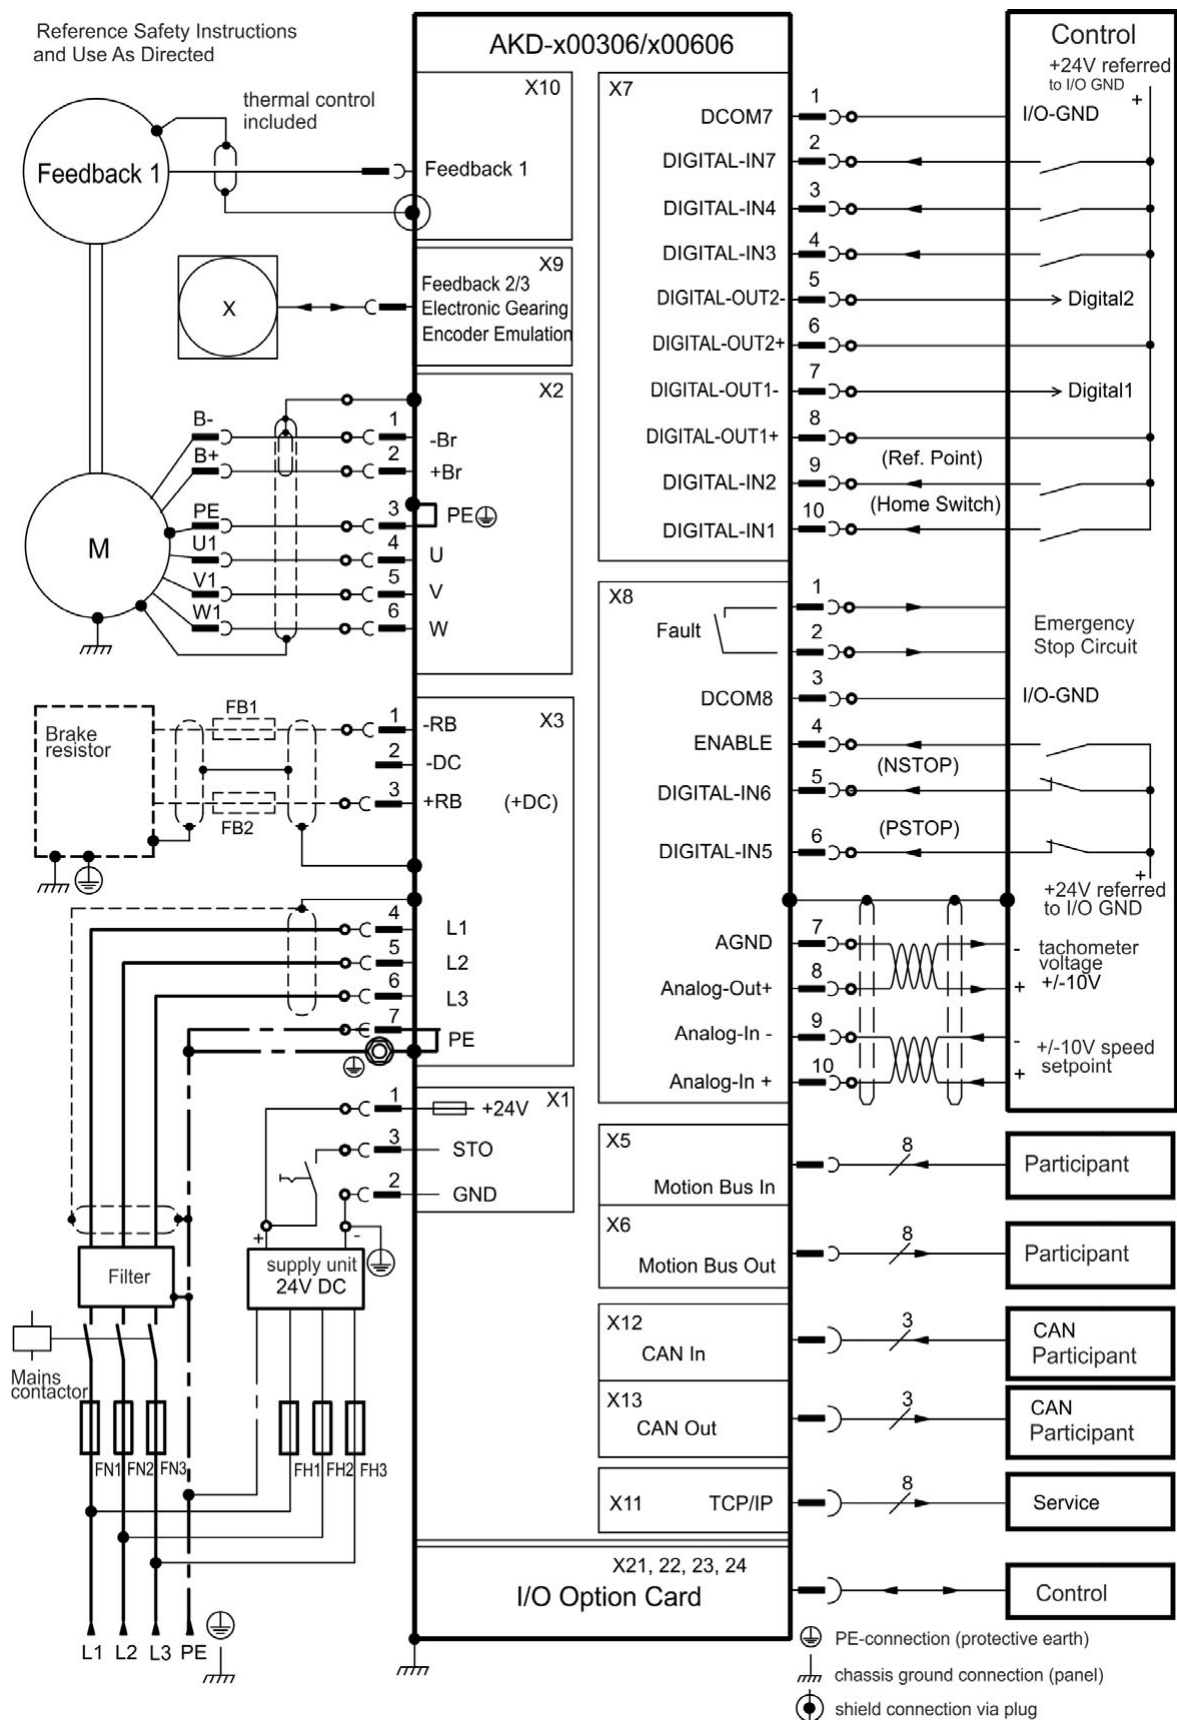 Reference Safety Instructions
and Use As Directed
AKD-x00306/x00606
Control
+24V referred
to I/O GND
+
thermal control
included
Feedback 1
X10
Feedback 1
X
X9
Feedback 2/3
Electronic Gearing
Encoder Emulation
X2
B-
1
-Br
B+
2
+Br
PE
3
PE
U1
4
U
V1
5
V
W1
6
W
M
Brake
resistor
FB1
FB2
X3
1
-RB
2
-DC
3
+RB
(+DC)
4
L1
5
L2
6
L3
7
PE
X1
1
+24V
3
STO
2
GND
+
-
supply unit
24V DC
Filter
Mains
contactor
FN1
FN2
FN3
FH1
FH2
FH3
L1
L2
L3
PE
X7
DCOM7
1
I/O-GND
DIGITAL-IN7
2
DIGITAL-IN4
3
DIGITAL-IN3
4
DIGITAL-OUT2-
5
Digital2
DIGITAL-OUT2+
6
DIGITAL-OUT1-
7
Digital1
DIGITAL-OUT1+
8
(Ref. Point)
DIGITAL-IN2
9
(Home Switch)
DIGITAL-IN1
10
X8
Fault
1
2
Emergency
Stop Circuit
DCOM8
3
I/O-GND
ENABLE
4
(NSTOP)
DIGITAL-IN6
5
(PSTOP)
DIGITAL-IN5
6
+
+24V referred
to I/O GND
AGND
7
-
tachometer
voltage
+/-10V
Analog-Out+
8
+
Analog-In -
9
-
+/-10V speed
setpoint
Analog-In +
10
+
X5
Motion Bus In
8
Participant
X6
Motion Bus Out
8
Participant
X12
CAN In
3
CAN
Participant
X13
CAN Out
3
CAN
Participant
X11
TCP/IP
8
Service
X21, 22, 23, 24
I/O Option Card
Control
PE-connection (protective earth)
chassis ground connection (panel)
shield connection via plug